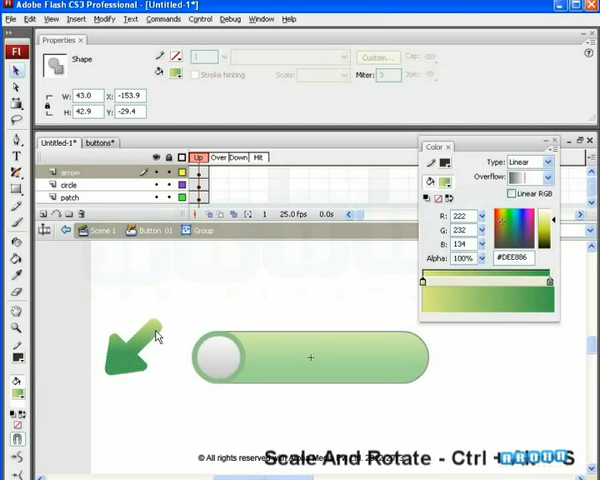 Adobe Flash CS3 Professional - [Untitled-1*]
File Edit View Insert Modify Text Commands Control Debug Window Help
Properties
Shape
1
Custom...
Cap:
Stroke hinting
Scale:
Miter: 3
Join:
W: 43.0 X: -153.9
H: 42.9 Y: -29.4
Untitled-1* buttons*
Up Over Down Hit
arrow
circle
patch
1 25.0 fps 0.0s
Scene 1 Button 01 Group
Color
Type: Linear
Overflow:
Linear RGB
R: 222
G: 232
B: 134
Alpha: 100% #DEE886
Scale And Rotate - Ctrl + S